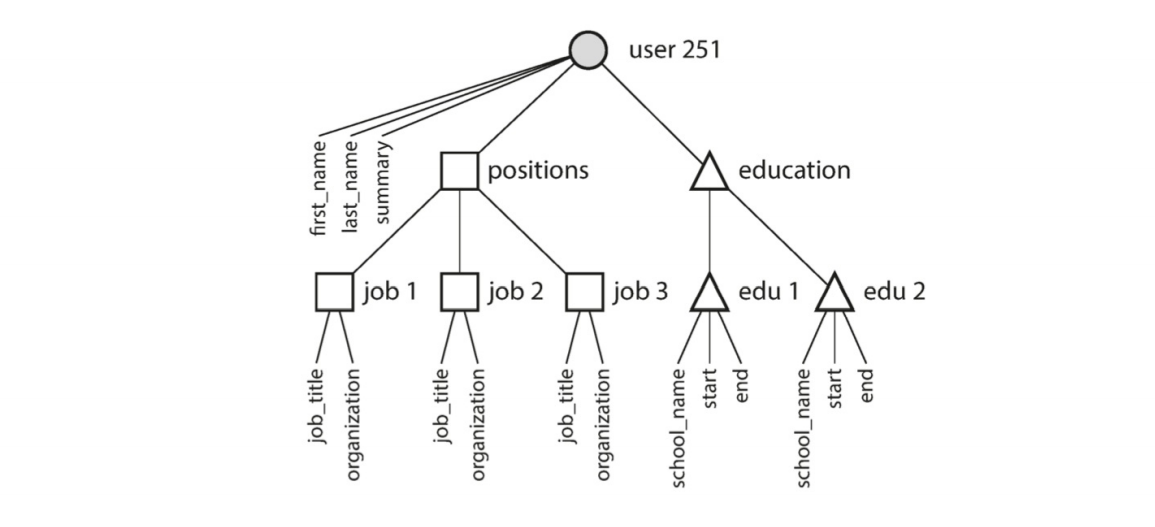 user 251
first_name
last_name
summary
positions
education
job 1
job 2
job 3
edu 1
edu 2
job_title
organization
job_title
organization
job_title
organization
school_name
start
end
school_name
start
end